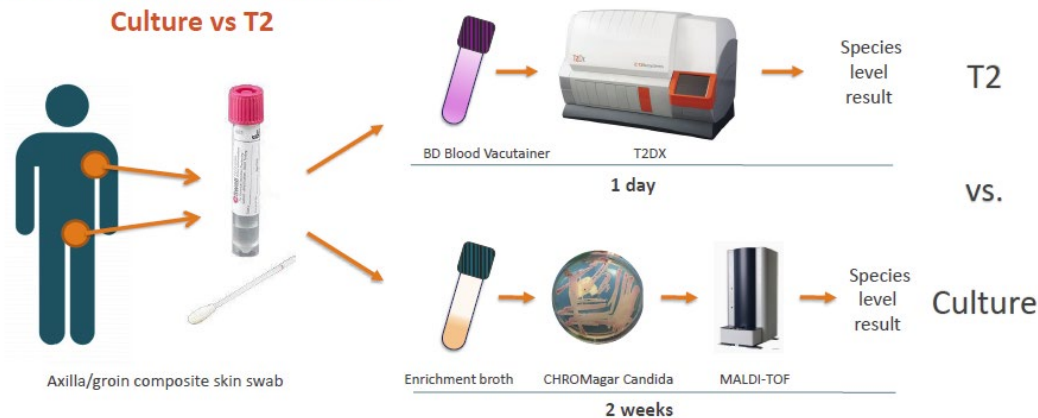 Culture vs T2
BD Blood Vacutainer
T2DX
1 day
Species
level
result
T2
vs.
Axilla/groin composite skin swab
Enrichment broth
CHROMagar Candida
MALDI-TOF
2 weeks
Species
level
result
Culture